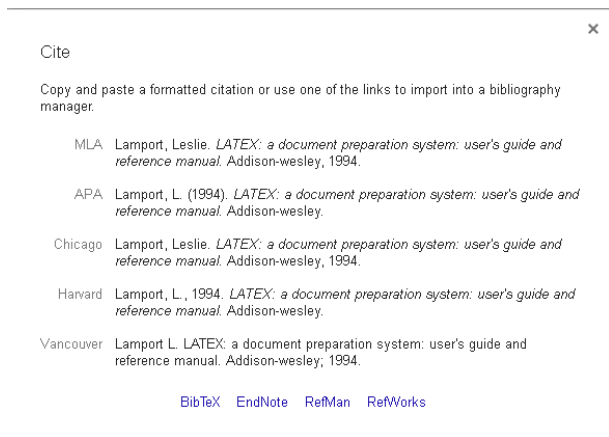 ×
Cite
Copy and paste a formatted citation or use one of the links to import into a bibliography
manager.
MLA Lamport, Leslie. LATEX: a document preparation system: user's guide and
reference manual. Addison-wesley, 1994.
APA Lamport, L. (1994). LATEX: a document preparation system: user's guide and
reference manual. Addison-wesley.
Chicago Lamport, Leslie. LATEX: a document preparation system: user's guide and
reference manual. Addison-wesley, 1994.
Harvard Lamport, L., 1994. LATEX: a document preparation system: user's guide and
reference manual. Addison-wesley.
Vancouver Lamport L. LATEX: a document preparation system: user's guide and
reference manual. Addison-wesley; 1994.
BibTeX EndNote RefMan RefWorks